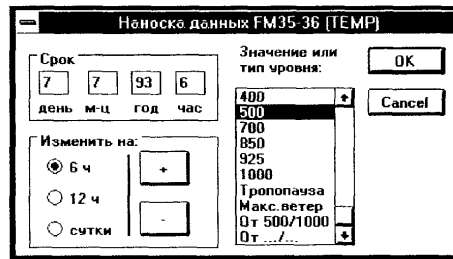 Наноска данных FM35-36 (TEMP)
Срок
7 7 93 6
день м-ц год час
Изменить на:
6 ч
+
12 ч
-
сутки
Значение или
тип уровня:
400
500
700
850
925
1000
Тропопауза
Макс.ветер
От 500/1000
От .../...
OK
Cancel